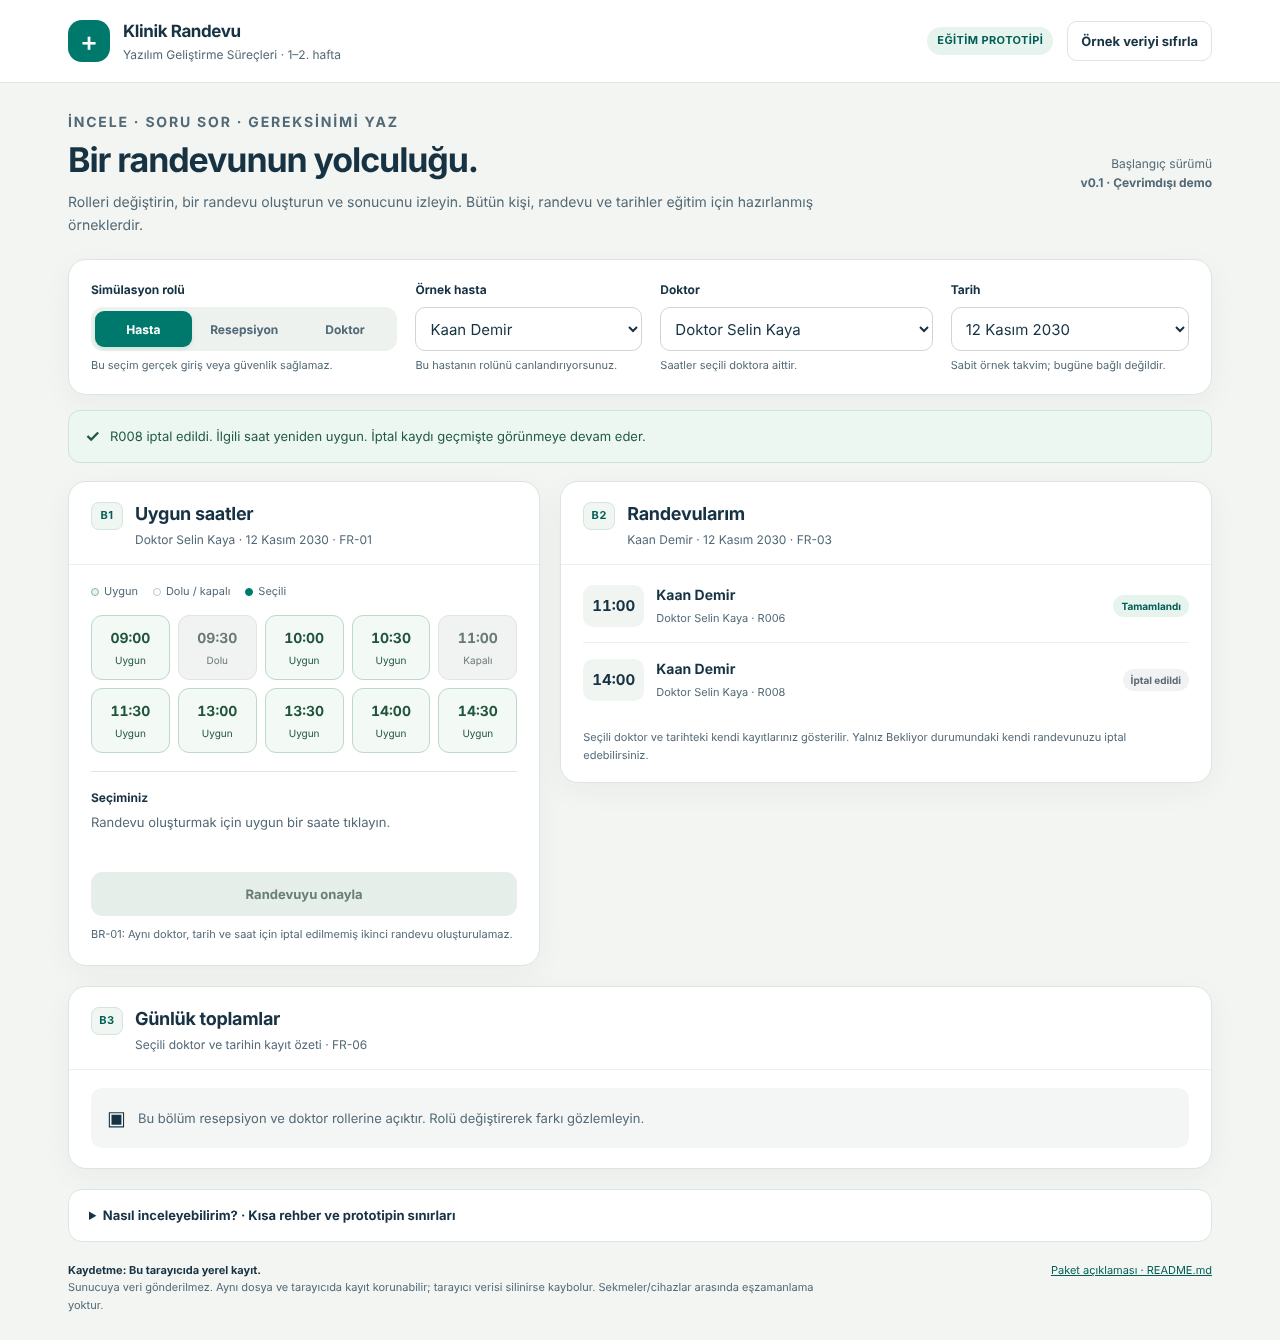 +
Klinik Randevu
Yazılım Geliştirme Süreçleri · 1–2. hafta
EĞİTİM PROTOTİPİ
Örnek veriyi sıfırla
İNCELE · SORU SOR · GEREKSİNİMİ YAZ
Bir randevunun yolculuğu.
Rolleri değiştirin, bir randevu oluşturun ve sonucunu izleyin. Bütün kişi, randevu ve tarihler eğitim için hazırlanmış
örneklerdir.
Başlangıç sürümü
v0.1 · Çevrimdışı demo
Simülasyon rolü
Hasta
Resepsiyon
Doktor
Bu seçim gerçek giriş veya güvenlik sağlamaz.
Örnek hasta
Kaan Demir
Bu hastanın rolünü canlandırıyorsunuz.
Doktor
Doktor Selin Kaya
Saatler seçili doktora aittir.
Tarih
12 Kasım 2030
Sabit örnek takvim; bugüne bağlı değildir.
✓ R008 iptal edildi. İlgili saat yeniden uygun. İptal kaydı geçmişte görünmeye devam eder.
B1
Uygun saatler
Doktor Selin Kaya · 12 Kasım 2030 · FR-01
Uygun
Dolu / kapalı
Seçili
09:00
Uygun
09:30
Dolu
10:00
Uygun
10:30
Uygun
11:00
Kapalı
11:30
Uygun
13:00
Uygun
13:30
Uygun
14:00
Uygun
14:30
Uygun
Seçiminiz
Randevu oluşturmak için uygun bir saate tıklayın.
Randevuyu onayla
BR-01: Aynı doktor, tarih ve saat için iptal edilmemiş ikinci randevu oluşturulamaz.
B2
Randevularım
Kaan Demir · 12 Kasım 2030 · FR-03
11:00
Kaan Demir
Doktor Selin Kaya · R006
Tamamlandı
14:00
Kaan Demir
Doktor Selin Kaya · R008
İptal edildi
Seçili doktor ve tarihteki kendi kayıtlarınız gösterilir. Yalnız Bekliyor durumundaki kendi randevunuzu iptal
edebilirsiniz.
B3
Günlük toplamlar
Seçili doktor ve tarihin kayıt özeti · FR-06
▣ Bu bölüm resepsiyon ve doktor rollerine açıktır. Rolü değiştirerek farkı gözlemleyin.
▶ Nasıl inceleyebilirim? · Kısa rehber ve prototipin sınırları
Kaydetme: Bu tarayıcıda yerel kayıt.
Sunucuya veri gönderilmez. Aynı dosya ve tarayıcıda kayıt korunabilir; tarayıcı verisi silinirse kaybolur. Sekmeler/cihazlar arasında eşzamanlama
yoktur.
Paket açıklaması · README.md